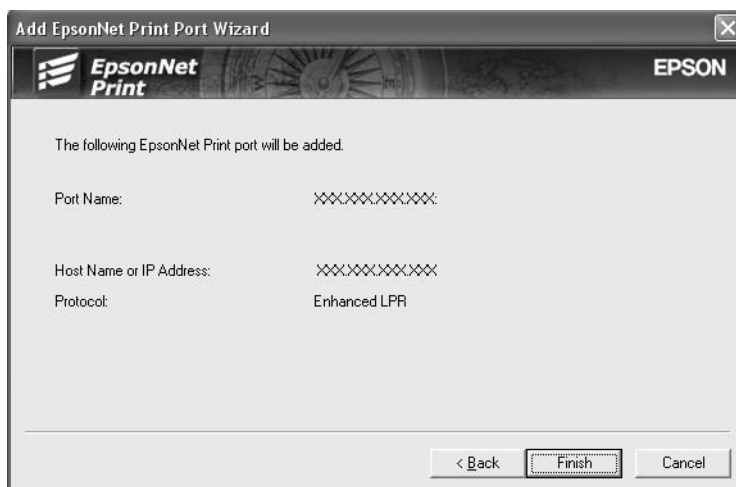 Add EpsonNet Print Port Wizard
EpsonNet
Print
EPSON
The following EpsonNet Print port will be added.
Port Name: XXX.XXX.XXX.XXX:
Host Name or IP Address: XXX.XXX.XXX.XXX
Protocol: Enhanced LPR
< Back Finish Cancel